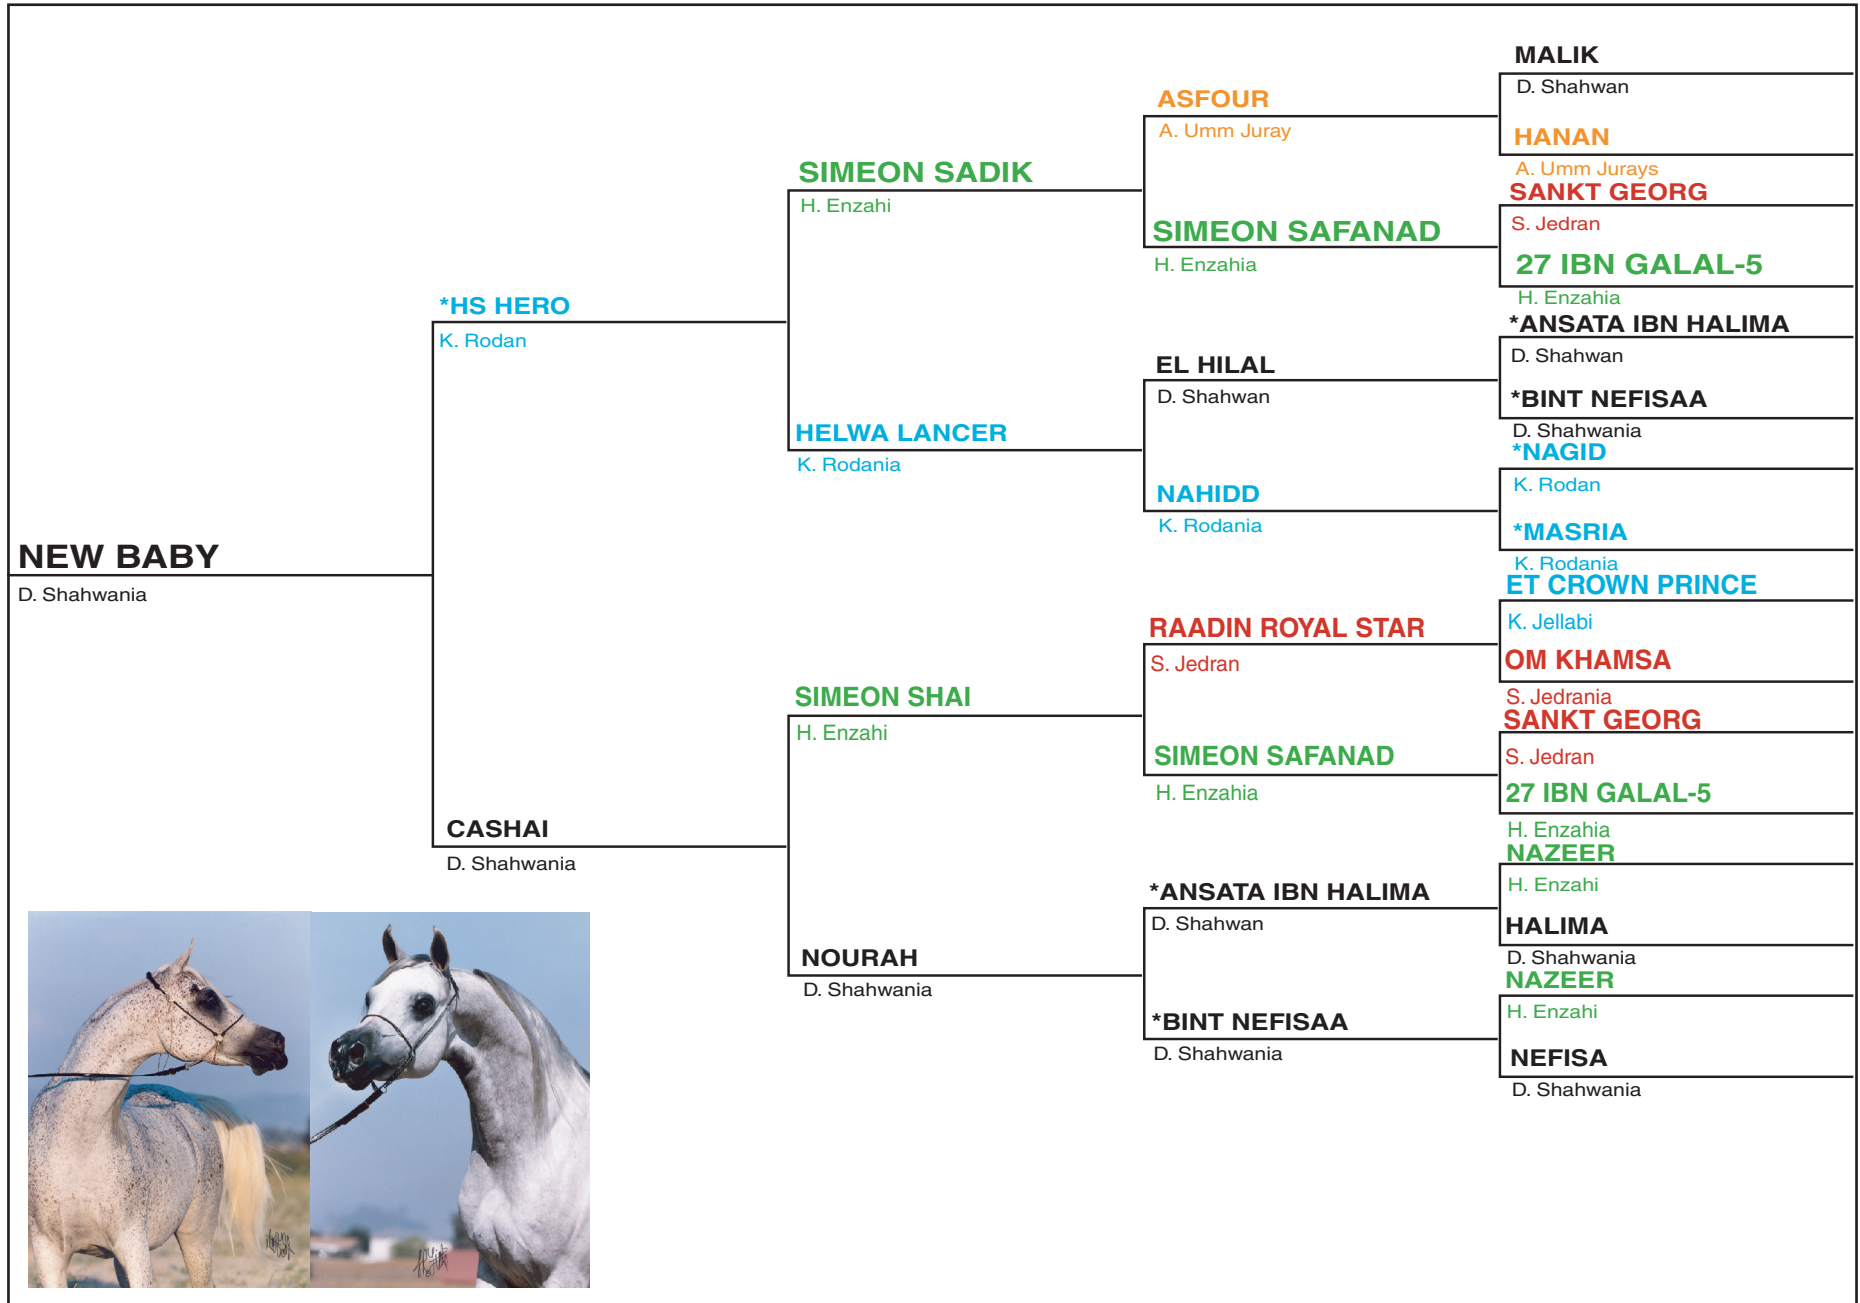 MALIK
D. Shahwan
ASFOUR
A. Umm Juray
HANAN
A. Umm Jurays
SIMEON SADIK
H. Enzahi
SANKT GEORG
S. Jedran
SIMEON SAFANAD
H. Enzahia
27 IBN GALAL-5
H. Enzahia
*HS HERO
K. Rodan
*ANSATA IBN HALIMA
D. Shahwan
EL HILAL
D. Shahwan
*BINT NEFISAA
D. Shahwania
HELWA LANCER
K. Rodania
*NAGID
K. Rodan
NAHIDD
K. Rodania
*MASRIA
K. Rodania
NEW BABY
D. Shahwania
ET CROWN PRINCE
K. Jellabi
RAADIN ROYAL STAR
S. Jedran
OM KHAMSA
S. Jedrania
SIMEON SHAI
H. Enzahi
SANKT GEORG
S. Jedran
SIMEON SAFANAD
H. Enzahia
27 IBN GALAL-5
H. Enzahia
CASHAI
D. Shahwania
NAZEER
H. Enzahi
*ANSATA IBN HALIMA
D. Shahwan
HALIMA
D. Shahwania
NOURAH
D. Shahwania
NAZEER
H. Enzahi
*BINT NEFISAA
D. Shahwania
NEFISA
D. Shahwania